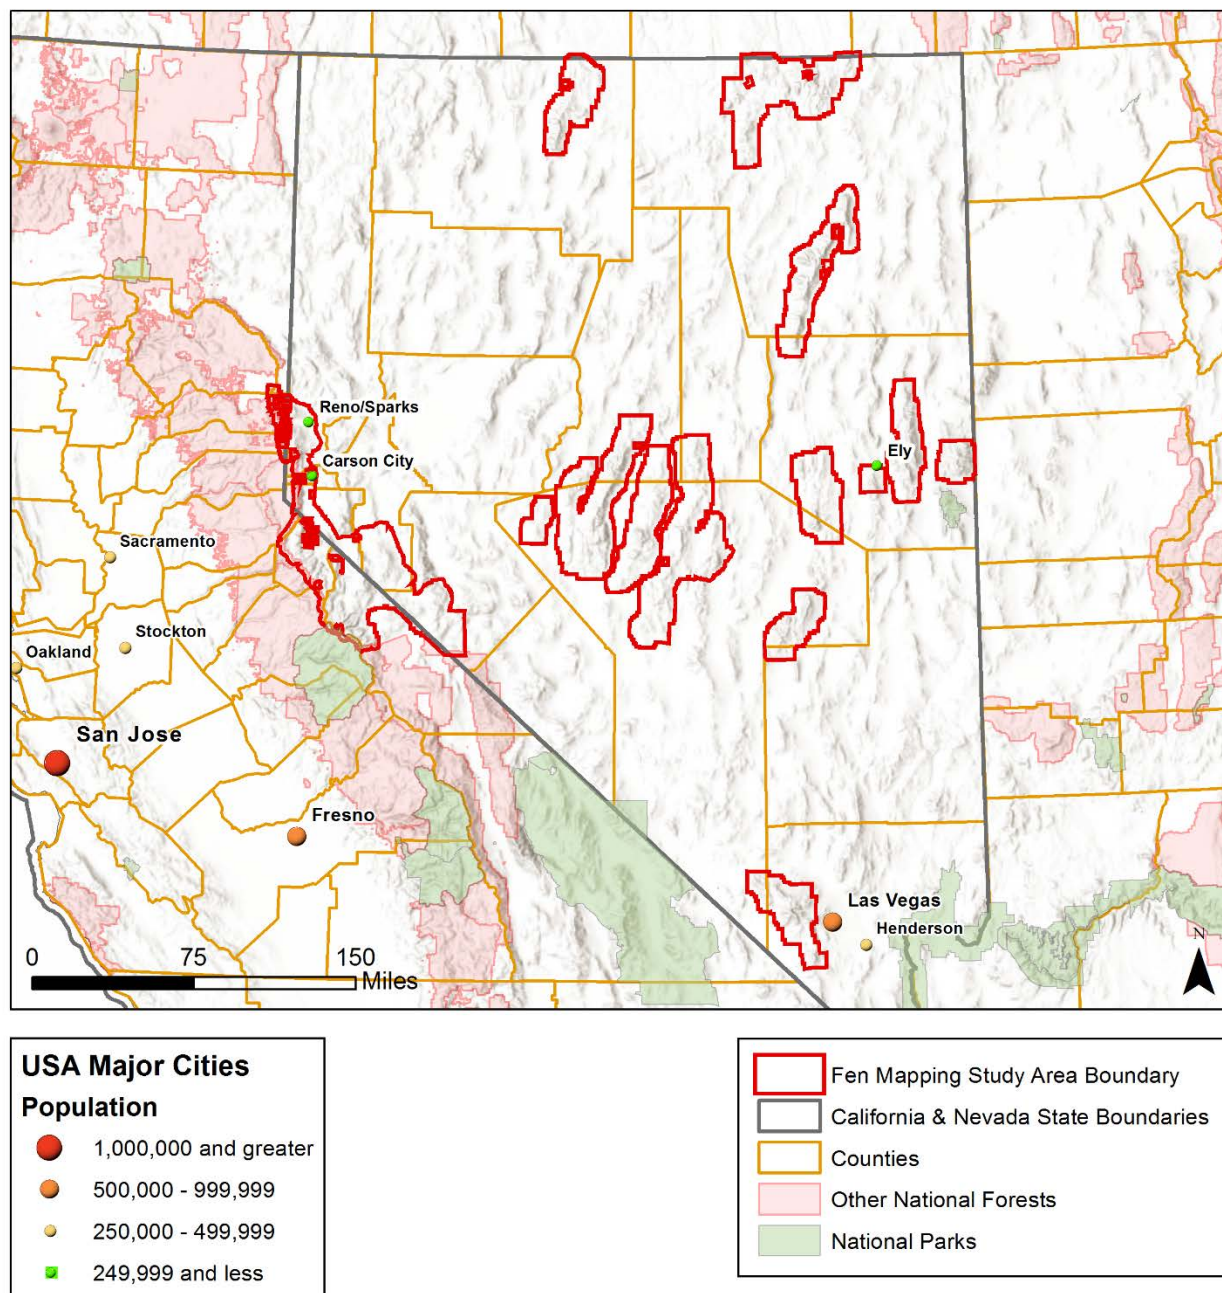 Reno/Sparks
Carson City
Ely
Sacramento
Stockton
Oakland
San Jose
Fresno
Las Vegas
Henderson
N
0 75 150
Miles
USA Major Cities
Population
1,000,000 and greater
500,000 - 999,999
250,000 - 499,999
249,999 and less
Fen Mapping Study Area Boundary
California & Nevada State Boundaries
Counties
Other National Forests
National Parks